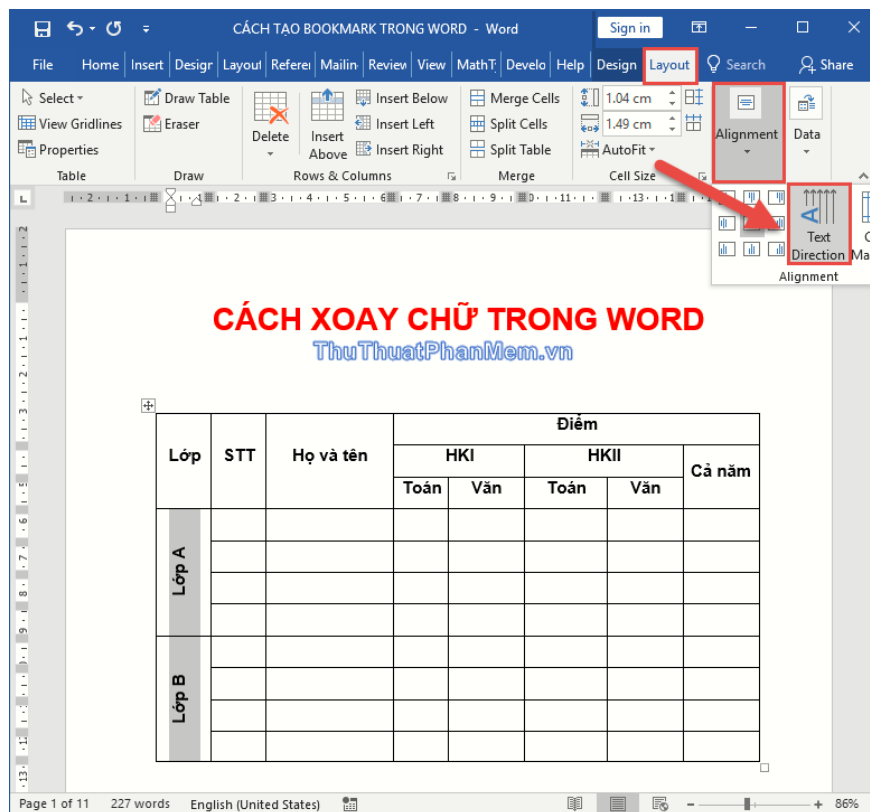 CÁCH TẠO BOOKMARK TRONG WORD - Word
Sign in
File Home Insert Desigr Layout Referei Mailin Review View MathT: Develo Help Design Layout Search Share
Select Draw Table Insert Below Merge Cells 1.04 cm
View Gridlines Eraser Delete Insert Above Insert Left Split Cells 1.49 cm Alignment Data
Properties Insert Right Split Table AutoFit
Table Draw Rows & Columns Merge Cell Size
Text Direction
Alignment
CÁCH XOAY CHỮ TRONG WORD
ThuThuatPhanMem.vn
Điểm
Lớp STT Họ và tên HKI HKII Cả năm
Toán Văn Toán Văn
Lớp A
Lớp B
Page 1 of 11 227 words English (United States) 86%